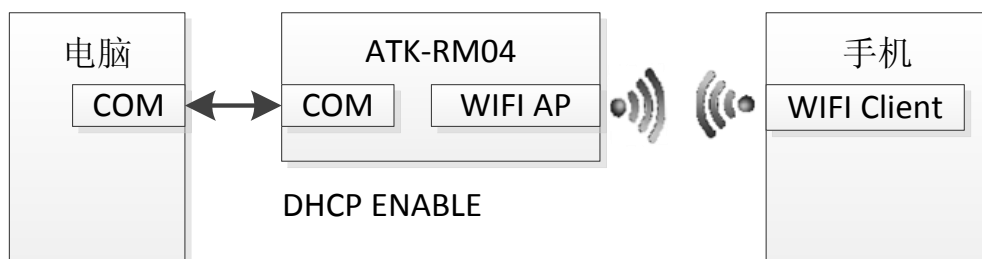 电脑
COM
ATK-RM04
COM
WIFI AP
DHCP ENABLE
手机
WIFI Client